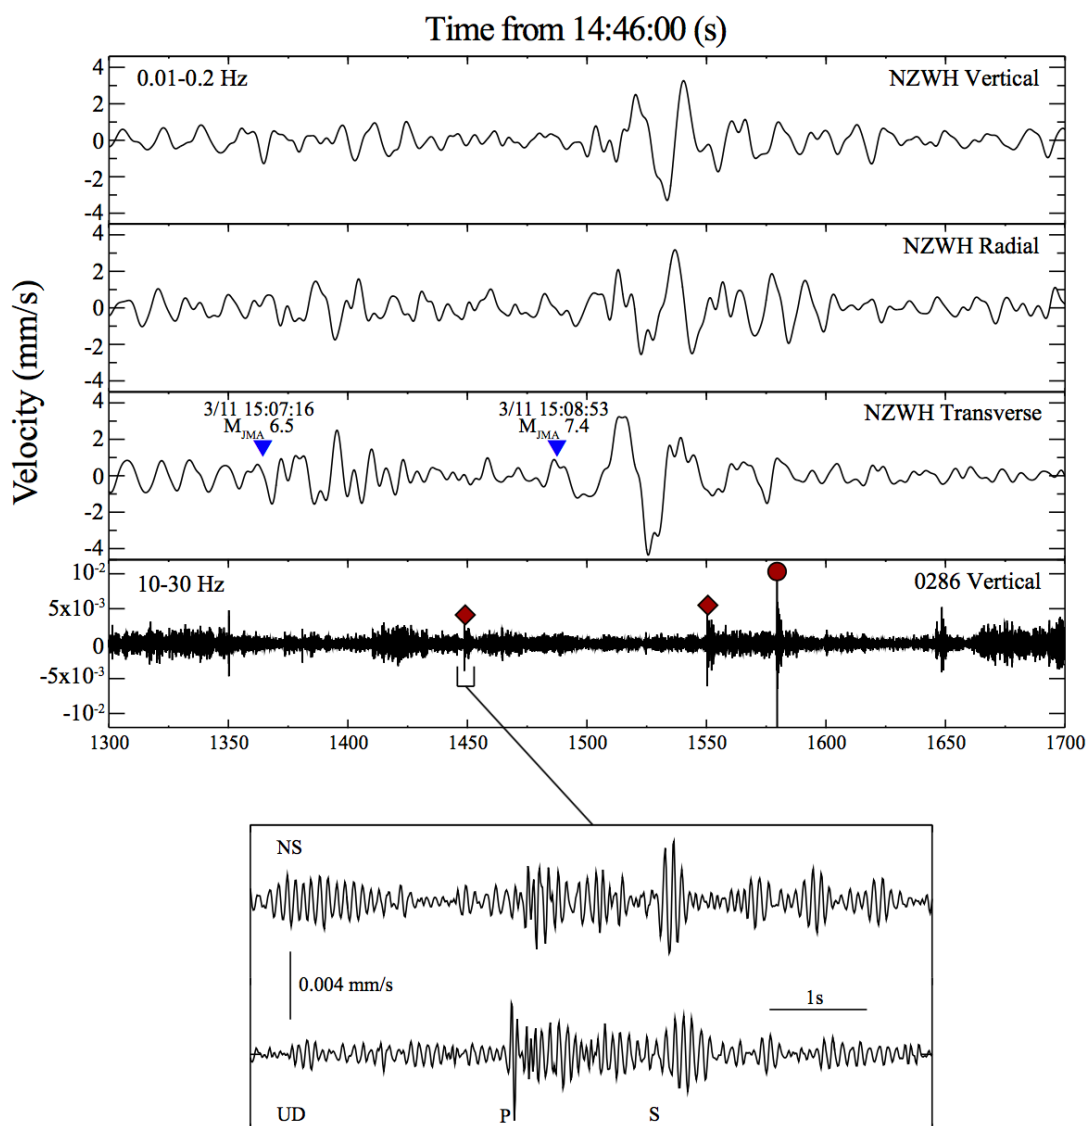 Time from 14:46:00 (s)
Velocity (mm/s)
0.01-0.2 Hz
NZWH Vertical
4
2
0
-2
-4
NZWH Radial
4
2
0
-2
-4
3/11 15:07:16
M_JMA 6.5
3/11 15:08:53
M_JMA 7.4
NZWH Transverse
4
2
0
-2
-4
10-30 Hz
0286 Vertical
10⁻²
5x10⁻³
0
-5x10⁻³
-10⁻²
1300 1350 1400 1450 1500 1550 1600 1650 1700
NS
0.004 mm/s
1s
UD P S